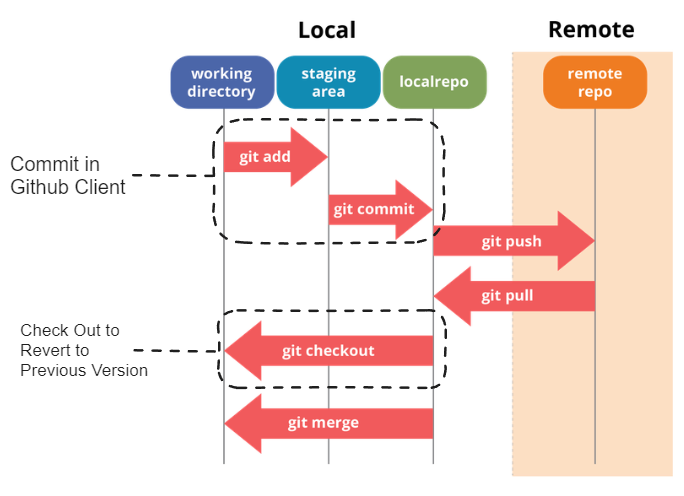 Local
Remote
working
directory
staging
area
localrepo
remote
repo
git add
Commit in
Github Client
git commit
git push
git pull
Check Out to
Revert to
Previous Version
git checkout
git merge